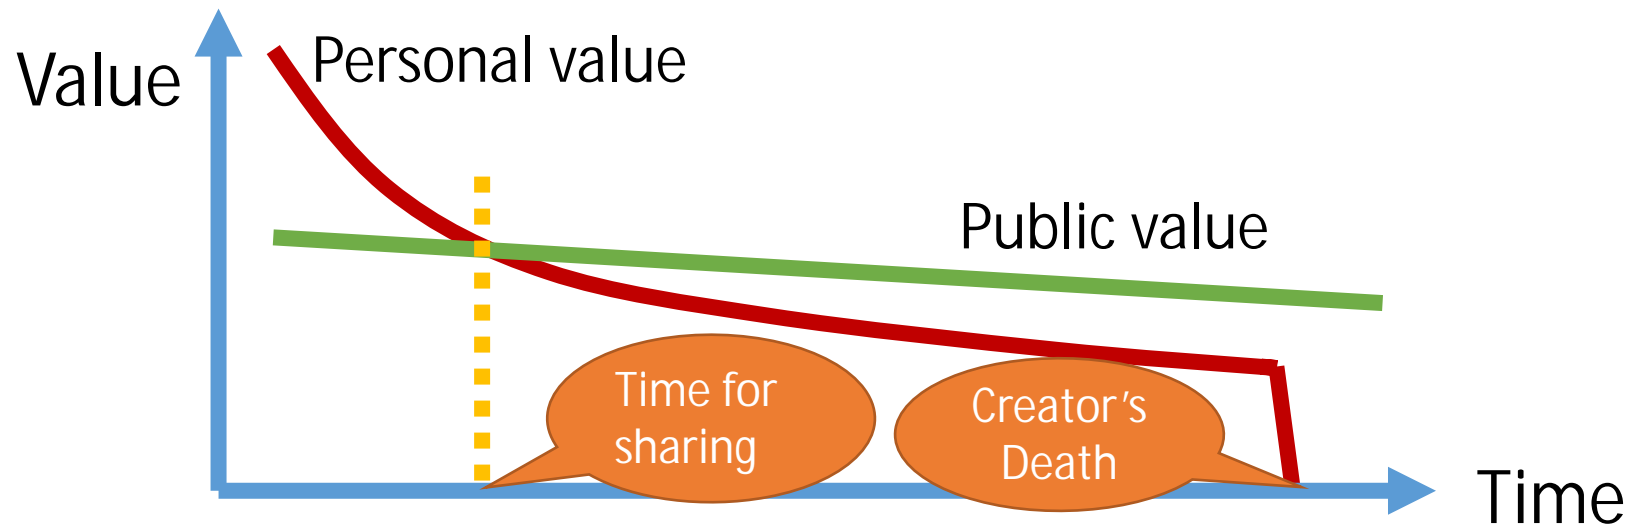 Value
Personal value
Public value
Time for
sharing
Creator's
Death
Time